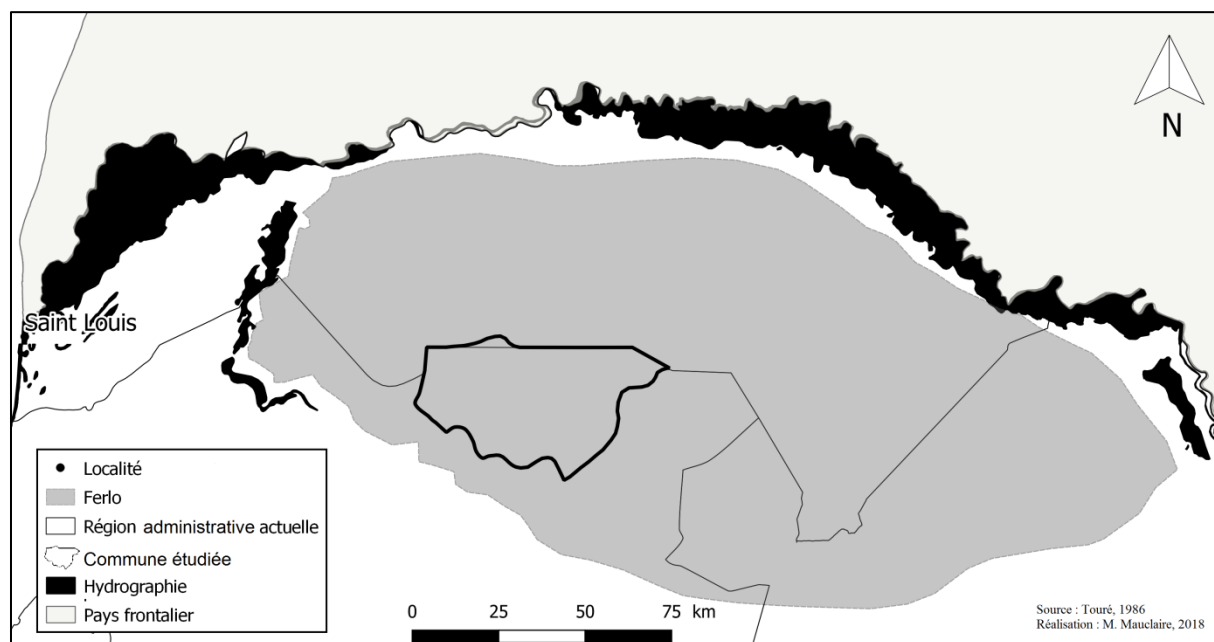 N
Saint Louis
Localité
Ferlo
Région administrative actuelle
Commune étudiée
Hydrographie
Pays frontalier
0 25 50 75 km
Source : Touré, 1986
Réalisation : M. Mauclaire, 2018